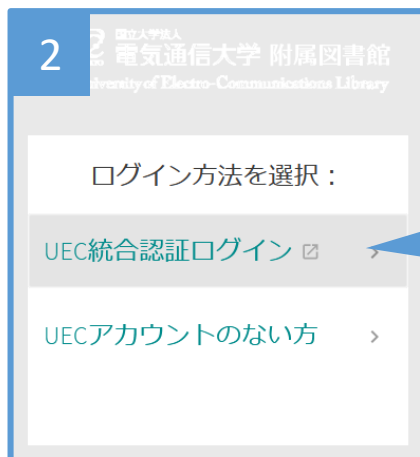 2
国立大学法人
電気通信大学 附属図書館
University of Electro-Communications Library
ログイン方法を選択：
UEC統合認証ログイン
UECアカウントのない方